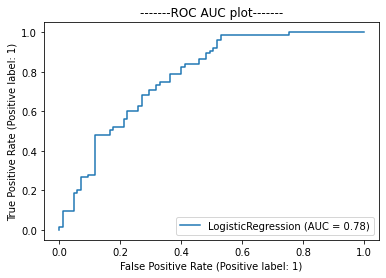 -------ROC AUC plot-------
True Positive Rate (Positive label: 1)
1.0
0.8
0.6
0.4
0.2
0.0
LogisticRegression (AUC = 0.78)
0.0 0.2 0.4 0.6 0.8 1.0
False Positive Rate (Positive label: 1)